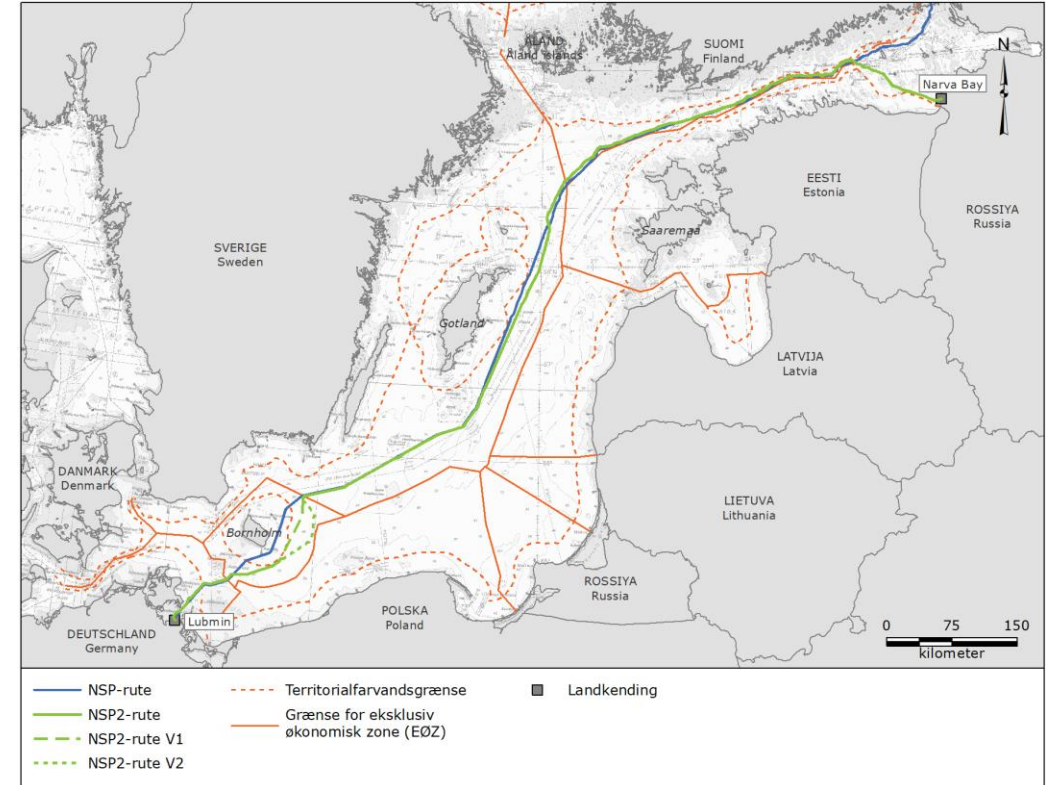 ÅLAND
Åland Islands
SUOMI
Finland
N
Narva Bay
EESTI
Estonia
ROSSIYA
Russia
SVERIGE
Sweden
Saaremaa
Gotland
LATVIJA
Latvia
DANMARK
Denmark
LIETUVA
Lithuania
Bornholm
ROSSIYA
Russia
POLSKA
Poland
Lubmin
DEUTSCHLAND
Germany
0 75 150
kilometer
NSP-rute
NSP2-rute
NSP2-rute V1
NSP2-rute V2
Territorialfarvandsgrænse
Grænse for eksklusiv
økonomisk zone (EØZ)
Landkending